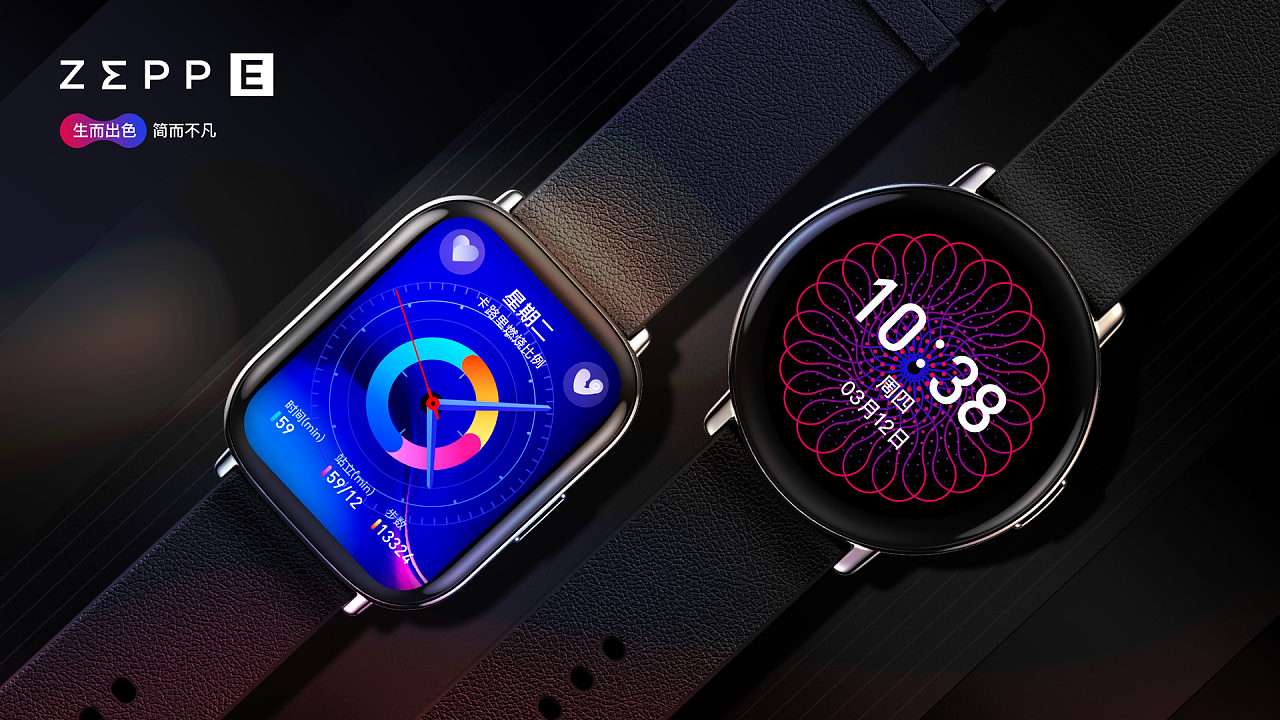 ZEPP E
生而出色 简而不凡
星期二
卡路里燃烧比例
时间(min)
59
站立(min)
59/12
步数
13324
10:38
周四
03月12日